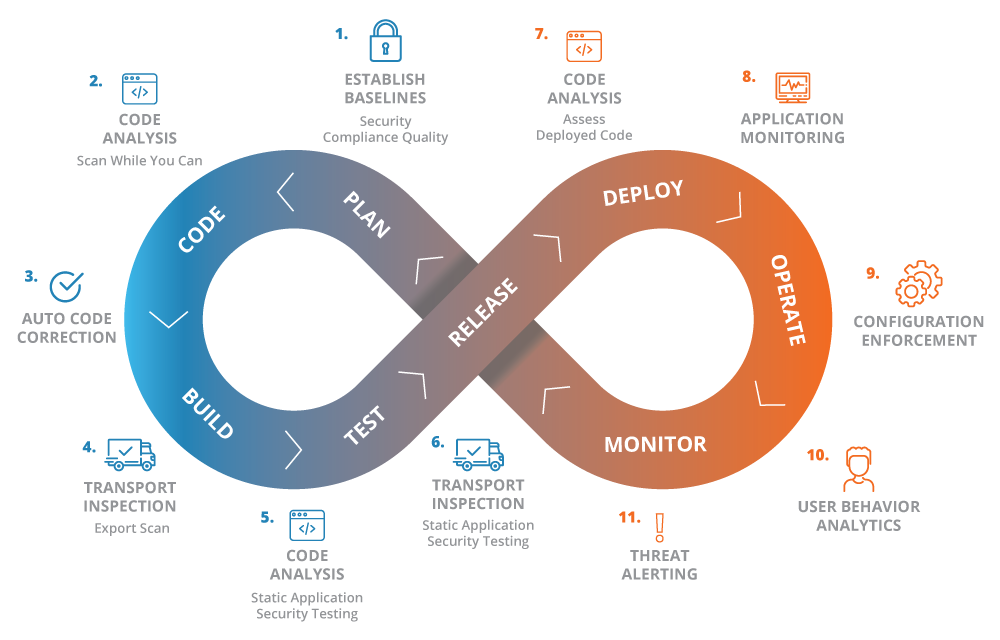 1.
ESTABLISH
BASELINES
Security
Compliance Quality
2.
</>
CODE
ANALYSIS
Scan While You Can
3.
AUTO CODE
CORRECTION
4.
TRANSPORT
INSPECTION
Export Scan
5.
</>
CODE
ANALYSIS
Static Application
Security Testing
6.
TRANSPORT
INSPECTION
Static Application
Security Testing
7.
</>
CODE
ANALYSIS
Assess
Deployed Code
8.
APPLICATION
MONITORING
9.
CONFIGURATION
ENFORCEMENT
10.
USER BEHAVIOR
ANALYTICS
11.
!
THREAT
ALERTING
PLAN
CODE
BUILD
TEST
RELEASE
DEPLOY
OPERATE
MONITOR